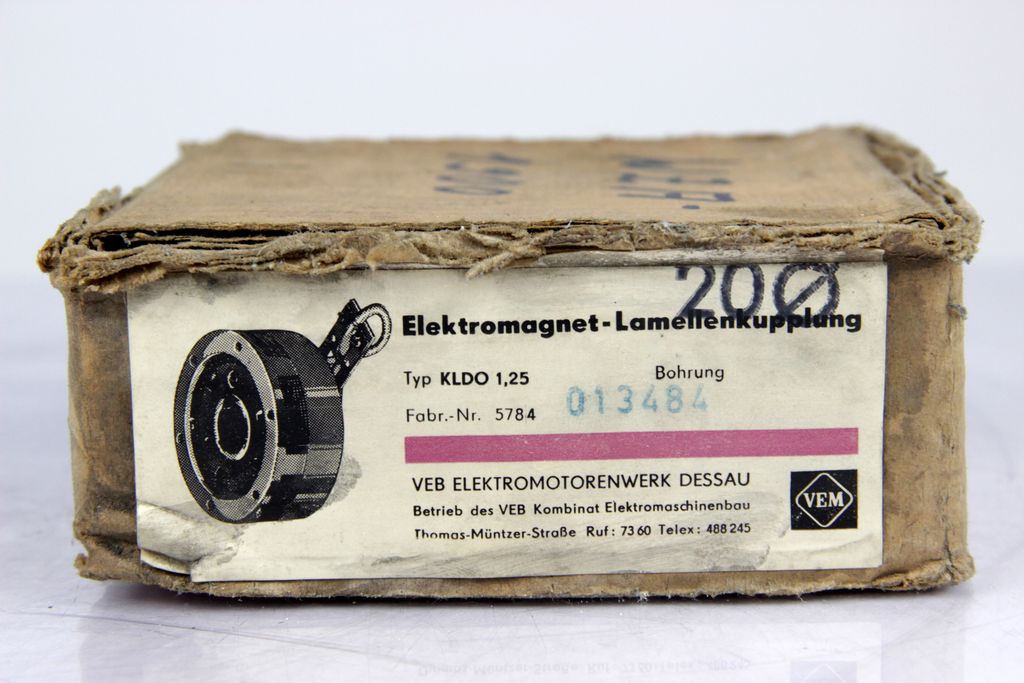 20Ø
Elektromagnet-Lamellenkupplung
Typ KLDO 1,25 Bohrung
Fabr.-Nr. 5784 013484
VEB ELEKTROMOTORENWERK DESSAU
Betrieb des VEB Kombinat Elektromaschinenbau
Thomas-Müntzer-Straße Ruf: 7360 Telex: 488245
VEM